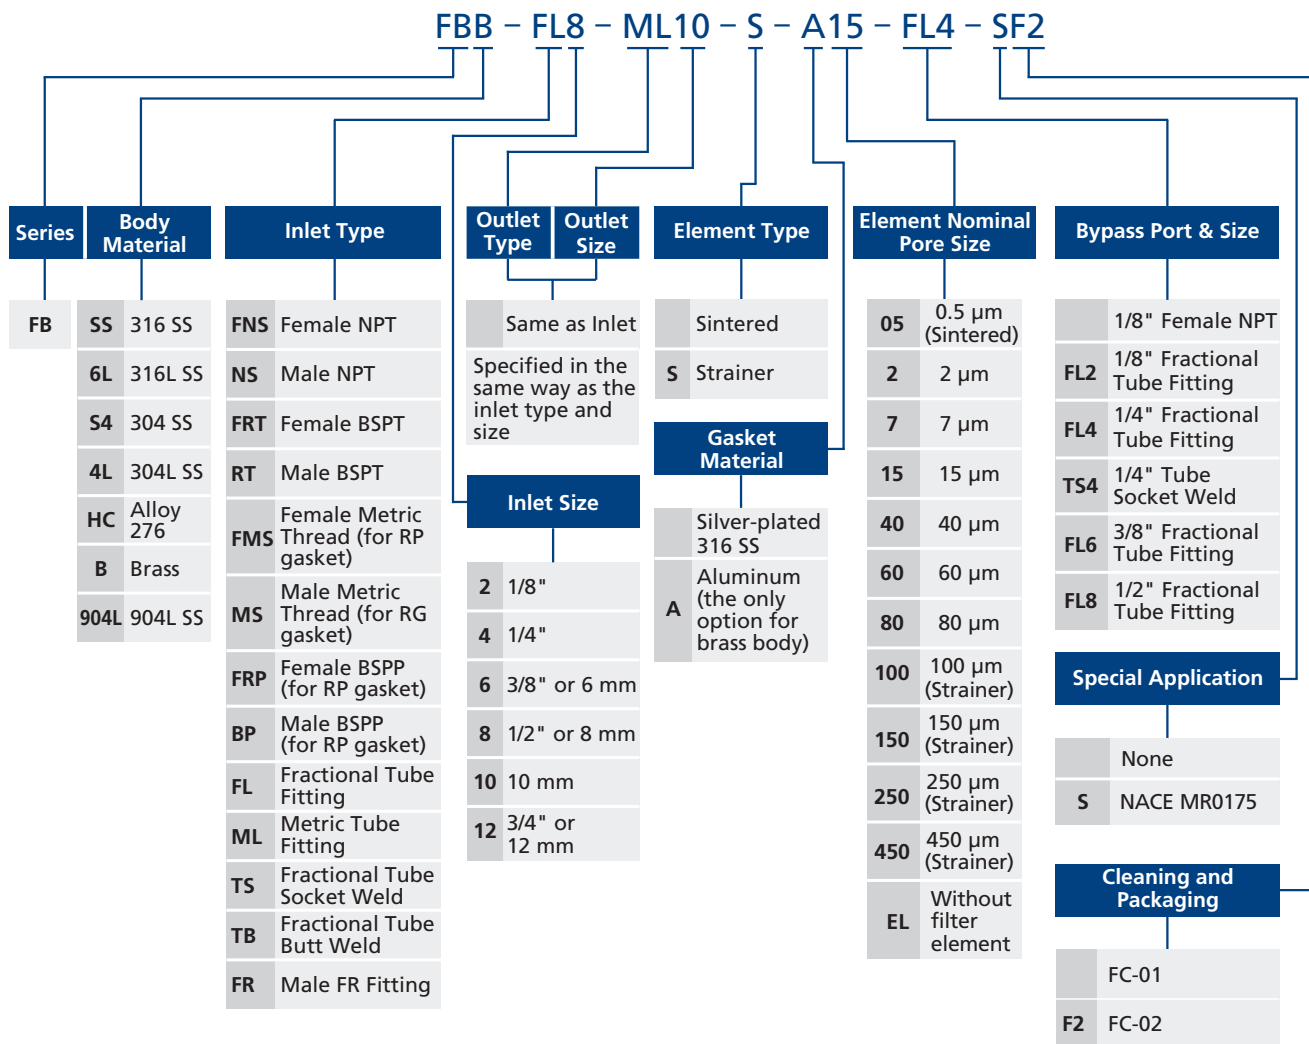 FBB – FL8 – ML10 – S – A15 – FL4 – SF2
Series
Body
Material
Inlet Type
Outlet
Type
Outlet
Size
Element Type
Element Nominal
Pore Size
Bypass Port & Size
FB
SS 316 SS
6L 316L SS
S4 304 SS
4L 304L SS
HC Alloy
276
B Brass
904L 904L SS
FNS Female NPT
NS Male NPT
FRT Female BSPT
RT Male BSPT
FMS Female Metric
Thread (for RP
gasket)
MS Male Metric
Thread (for RG
gasket)
FRP Female BSPP
(for RP gasket)
BP Male BSPP
(for RP gasket)
FL Fractional Tube
Fitting
ML Metric Tube
Fitting
TS Fractional Tube
Socket Weld
TB Fractional Tube
Butt Weld
FR Male FR Fitting
Same as Inlet
Specified in the
same way as the
inlet type and
size
Inlet Size
2 1/8"
4 1/4"
6 3/8" or 6 mm
8 1/2" or 8 mm
10 10 mm
12 3/4" or
12 mm
Sintered
S Strainer
Gasket
Material
Silver-plated
316 SS
A Aluminum
(the only
option for
brass body)
05 0.5 µm
(Sintered)
2 2 µm
7 7 µm
15 15 µm
40 40 µm
60 60 µm
80 80 µm
100 100 µm
(Strainer)
150 150 µm
(Strainer)
250 250 µm
(Strainer)
450 450 µm
(Strainer)
EL Without
filter
element
1/8" Female NPT
FL2 1/8" Fractional
Tube Fitting
FL4 1/4" Fractional
Tube Fitting
TS4 1/4" Tube
Socket Weld
FL6 3/8" Fractional
Tube Fitting
FL8 1/2" Fractional
Tube Fitting
Special Application
None
S NACE MR0175
Cleaning and
Packaging
FC-01
F2 FC-02